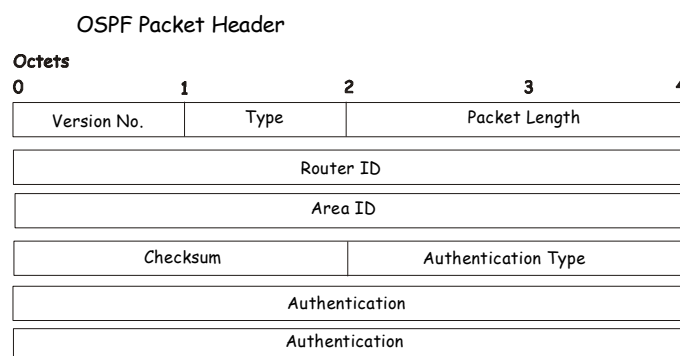 OSPF Packet Header
Octets
0 1 2 3 4
Version No. Type Packet Length
Router ID
Area ID
Checksum Authentication Type
Authentication
Authentication